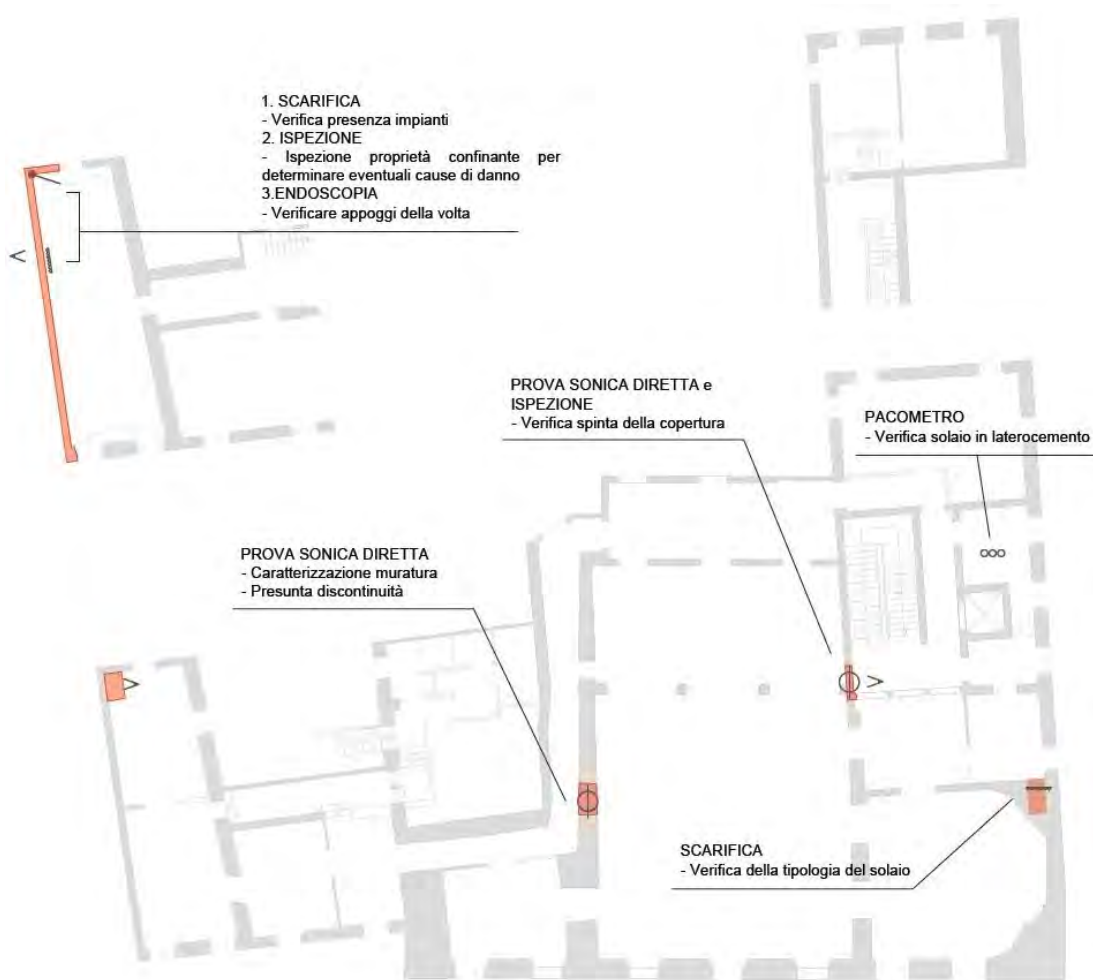 1. SCARIFICA
- Verifica presenza impianti
2. ISPEZIONE
- Ispezione proprietà confinante per
determinare eventuali cause di danno
3.ENDOSCOPIA
- Verificare appoggi della volta
PROVA SONICA DIRETTA e
ISPEZIONE
- Verifica spinta della copertura
PACOMETRO
- Verifica solaio in laterocemento
PROVA SONICA DIRETTA
- Caratterizzazione muratura
- Presunta discontinuità
SCARIFICA
- Verifica della tipologia del solaio